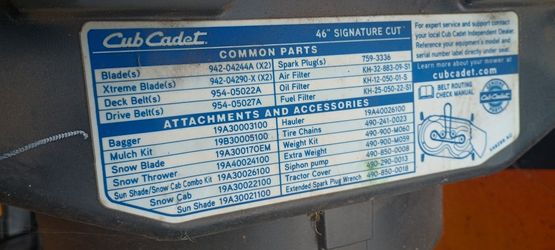 Cub Cadet.
46" SIGNATURE CUT
COMMON PARTS
Blade(s) 942-04244A (X2) Spark Plug(s) 759-3336
Xtreme Blade(s) 942-04290-X (X2) Air Filter KH-32-883-09-S1
Deck Belt(s) 954-05022A Oil Filter KH-12-050-01-S
Drive Belt(s) 954-05027A Fuel Filter KH-25-050-22-S1
ATTACHMENTS AND ACCESSORIES
Bagger 19A30003100 Hauler 19A40026100
Mulch Kit 19B30005100 Tire Chains 490-241-0023
Snow Blade 19A30017OEM Weight Kit 490-900-M060
Snow Thrower 19A40024100 Extra Weight 490-900-M059
Sun Shade/Snow Cab Combo Kit 19A30026100 Siphon pump 490-850-0008
Snow Cab 19A30022100 Tractor Cover 490-290-0013
Sun Shade 19A30021100 Extended Spark Plug Wrench 490-850-0018
For expert service and support contact
your local Cub Cadet Independent Dealer.
Reference your equipment's model and
serial number label directly under seat.
Learn more about your mower at
cubcadet.com
BELT ROUTING
CHECK MANUAL
Cub Cadet